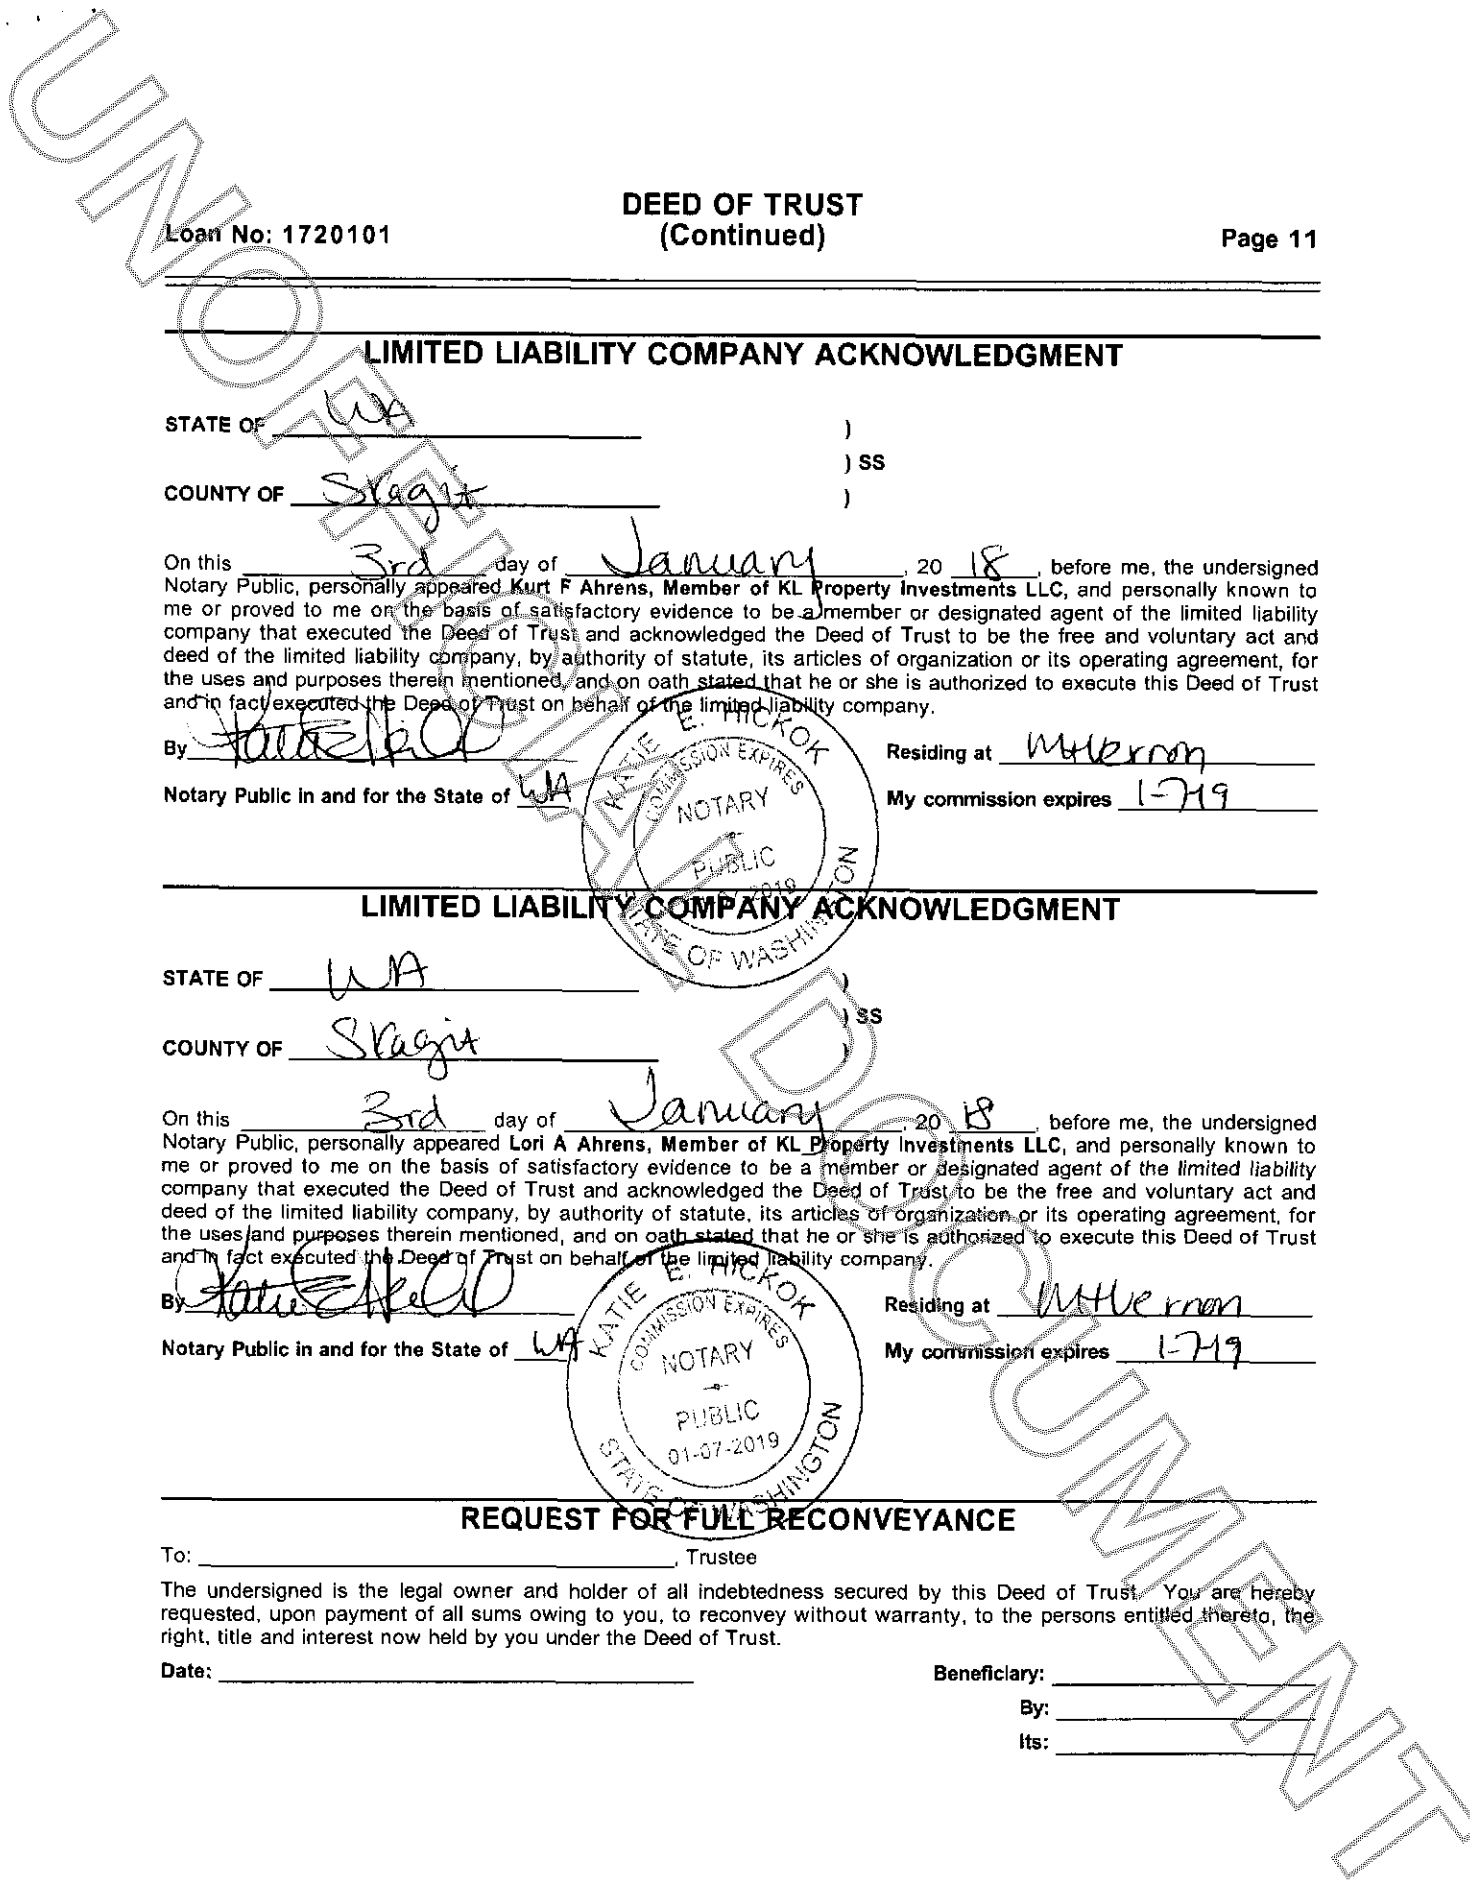 DEED OF TRUST
Loan No: 1720101 (Continued) Page 11
LIMITED LIABILITY COMPANY ACKNOWLEDGMENT
STATE OF WA )
) SS
COUNTY OF Skagit )
On this 3rd day of January, 20 18, before me, the undersigned
Notary Public, personally appeared Kurt F Ahrens, Member of KL Property Investments LLC, and personally known to
me or proved to me on the basis of satisfactory evidence to be a member or designated agent of the limited liability
company that executed the Deed of Trust and acknowledged the Deed of Trust to be the free and voluntary act and
deed of the limited liability company, by authority of statute, its articles of organization or its operating agreement, for
the uses and purposes therein mentioned, and on oath stated that he or she is authorized to execute this Deed of Trust
and in fact executed the Deed of Trust on behalf of the limited liability company.
By Residing at Mt Vernon
Notary Public in and for the State of WA My commission expires 1-7-19
KATIE E. HICKOK
COMMISSION EXPIRES
NOTARY
PUBLIC
STATE OF WASHINGTON
LIMITED LIABILITY COMPANY ACKNOWLEDGMENT
STATE OF WA )
) SS
COUNTY OF Skagit )
On this 3rd day of January, 20 18, before me, the undersigned
Notary Public, personally appeared Lori A Ahrens, Member of KL Property Investments LLC, and personally known to
me or proved to me on the basis of satisfactory evidence to be a member or designated agent of the limited liability
company that executed the Deed of Trust and acknowledged the Deed of Trust to be the free and voluntary act and
deed of the limited liability company, by authority of statute, its articles of organization or its operating agreement, for
the uses and purposes therein mentioned, and on oath stated that he or she is authorized to execute this Deed of Trust
and in fact executed the Deed of Trust on behalf of the limited liability company.
By Residing at Mt Vernon
Notary Public in and for the State of WA My commission expires 1-7-19
KATIE E. HICKOK
COMMISSION EXPIRES
NOTARY
PUBLIC
01-07-2019
STATE OF WASHINGTON
REQUEST FOR FULL RECONVEYANCE
To: , Trustee
The undersigned is the legal owner and holder of all indebtedness secured by this Deed of Trust. You are hereby
requested, upon payment of all sums owing to you, to reconvey without warranty, to the persons entitled thereto, the
right, title and interest now held by you under the Deed of Trust.
Date: Beneficiary:
By:
Its:
UNOFFICIAL DOCUMENT